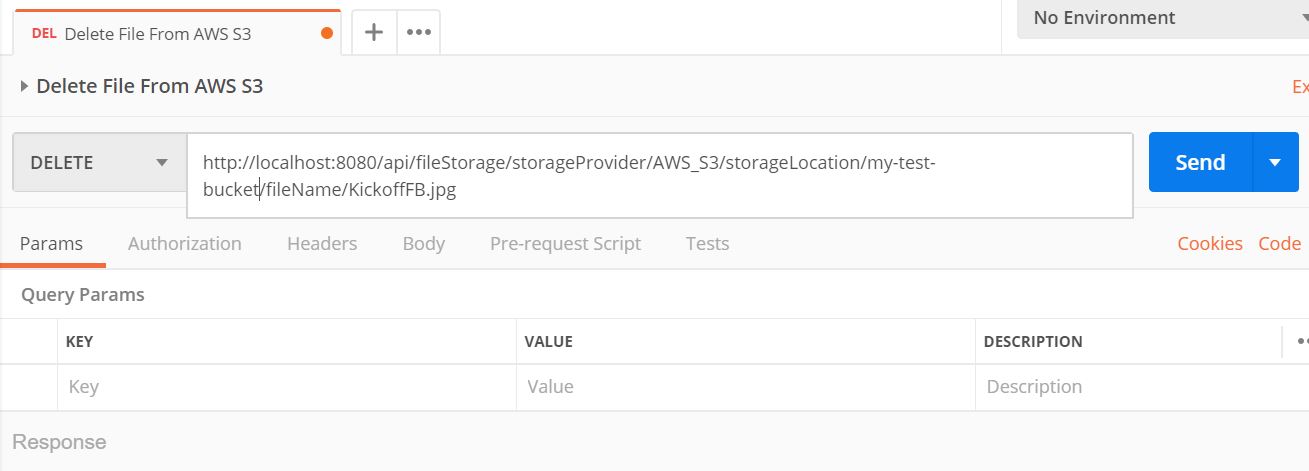 DEL Delete File From AWS S3
No Environment
Delete File From AWS S3
Ex
DELETE
http://localhost:8080/api/fileStorage/storageProvider/AWS_S3/storageLocation/my-test-
bucket/fileName/KickoffFB.jpg
Send
Params Authorization Headers Body Pre-request Script Tests Cookies Code
Query Params
KEY VALUE DESCRIPTION
Key Value Description
Response